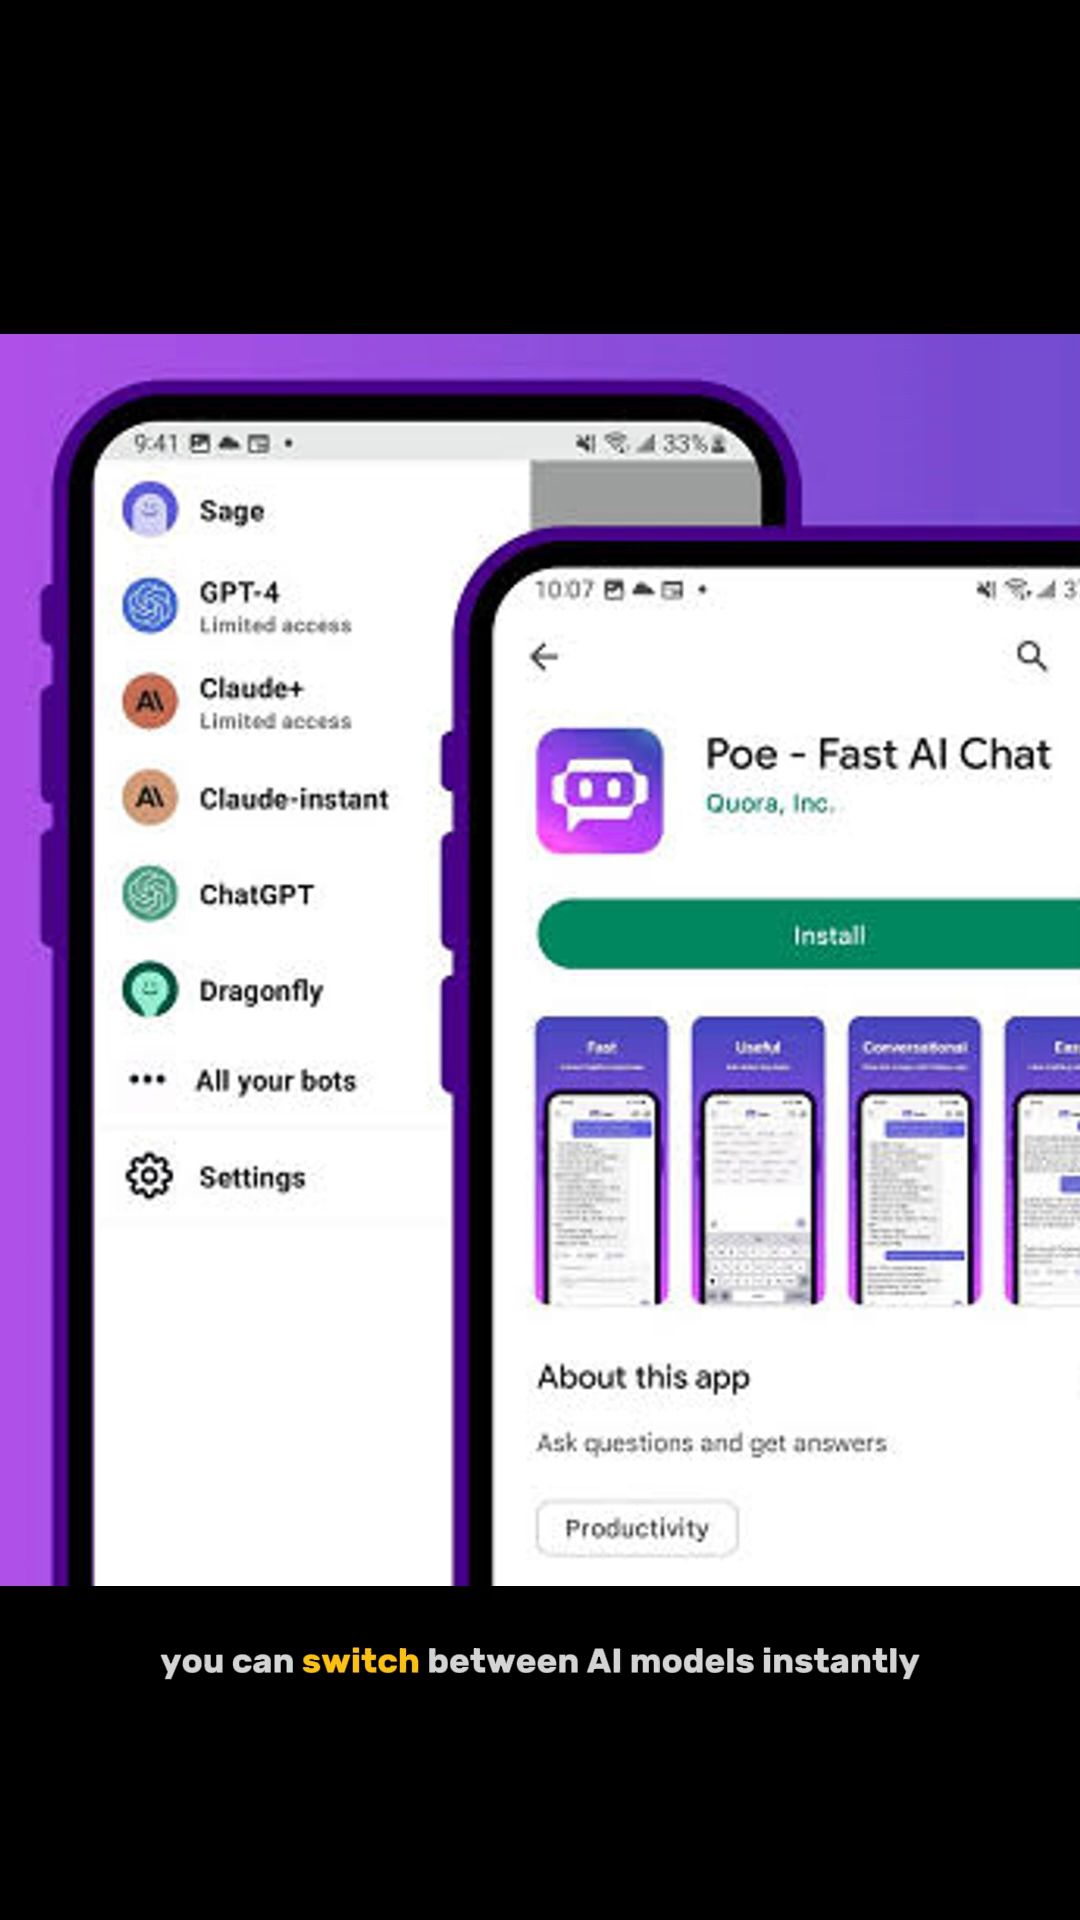 9:41
33%
Sage
GPT-4
Limited access
Claude+
Limited access
Claude-instant
ChatGPT
Dragonfly
All your bots
Settings
10:07
Poe - Fast AI Chat
Quora, Inc.
Install
Fast
Useful
Conversational
About this app
Ask questions and get answers
Productivity
you can switch between AI models instantly